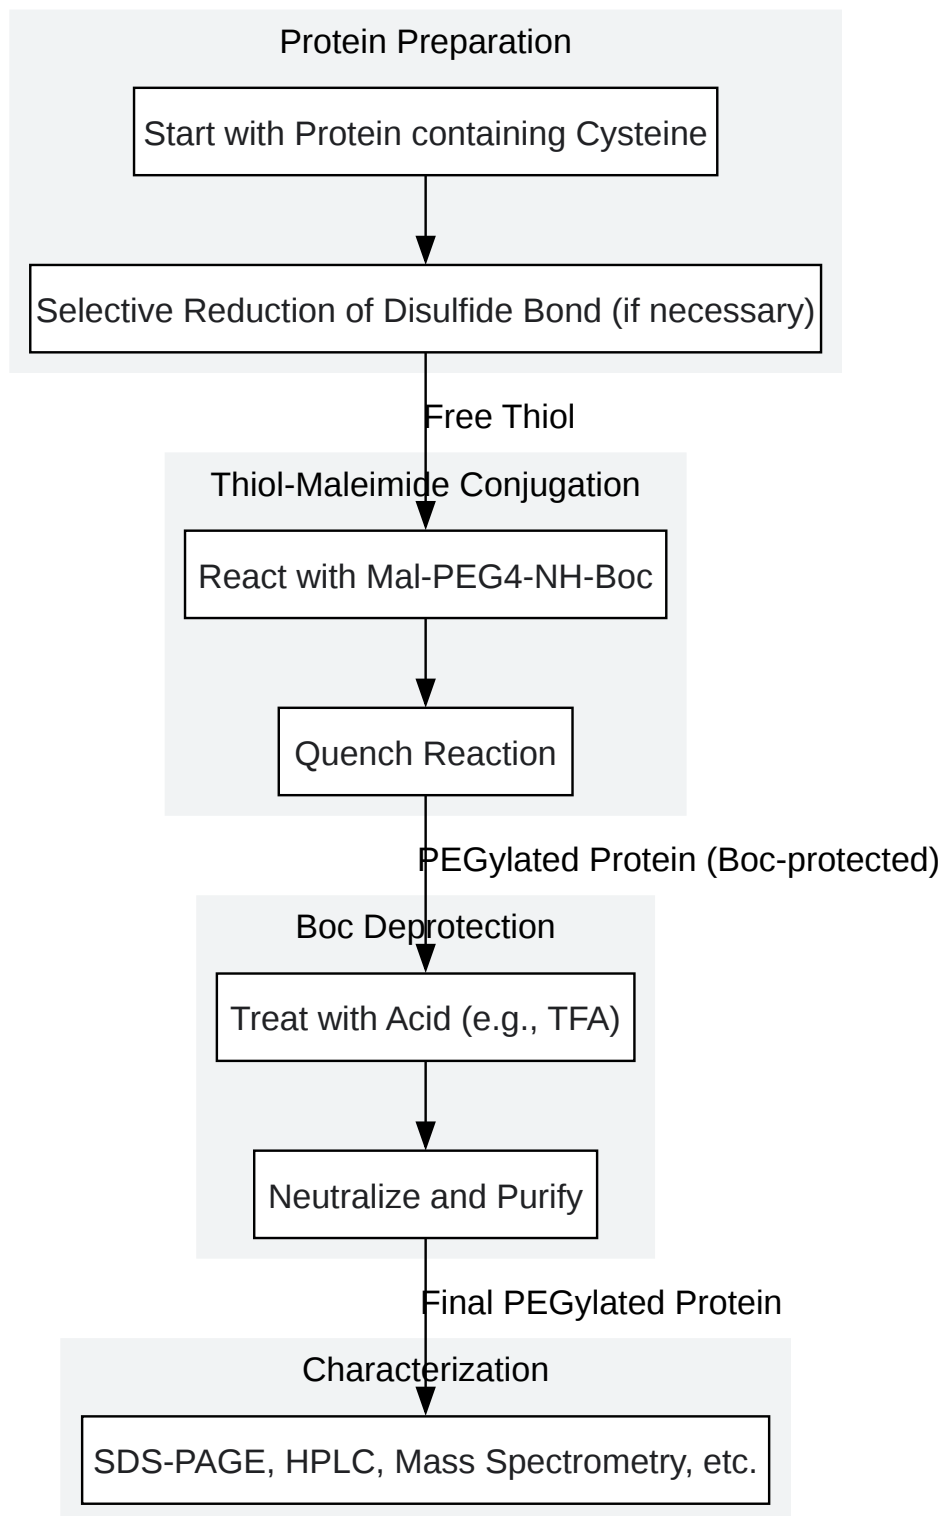 Protein Preparation
Start with Protein containing Cysteine
Selective Reduction of Disulfide Bond (if necessary)
Free Thiol
Thiol-Maleimide Conjugation
React with Mal-PEG4-NH-Boc
Quench Reaction
PEGylated Protein (Boc-protected)
Boc Deprotection
Treat with Acid (e.g., TFA)
Neutralize and Purify
Final PEGylated Protein
Characterization
SDS-PAGE, HPLC, Mass Spectrometry, etc.